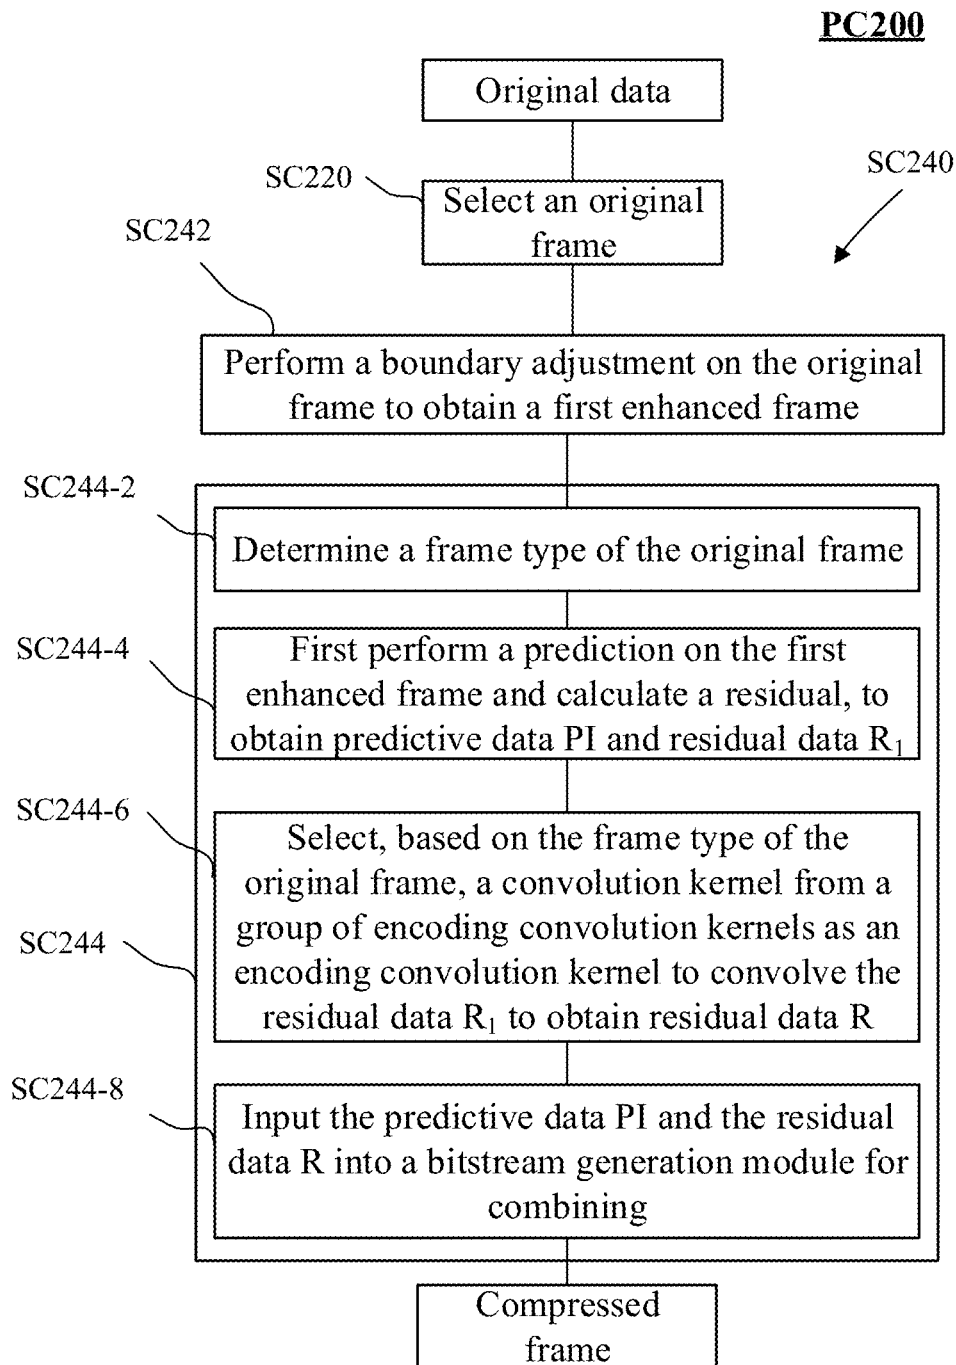 PC200
Original data
SC220
SC240
Select an original
frame
SC242
Perform a boundary adjustment on the original
frame to obtain a first enhanced frame
SC244-2
Determine a frame type of the original frame
SC244-4
First perform a prediction on the first
enhanced frame and calculate a residual, to
obtain predictive data PI and residual data R₁
SC244-6
Select, based on the frame type of the
original frame, a convolution kernel from a
group of encoding convolution kernels as an
encoding convolution kernel to convolve the
residual data R₁ to obtain residual data R
SC244
SC244-8
Input the predictive data PI and the residual
data R into a bitstream generation module for
combining
Compressed
frame